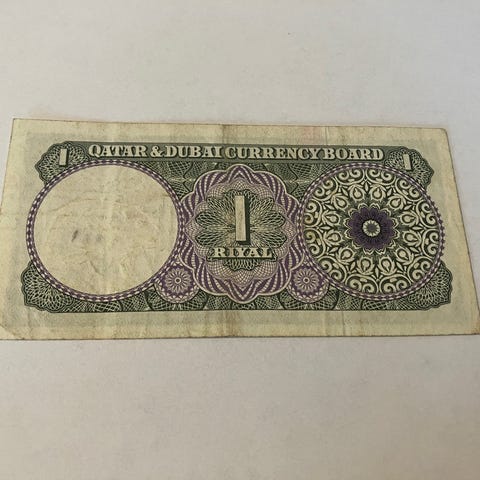 1 QATAR & DUBAI CURRENCY BOARD 1
1
RIYAL